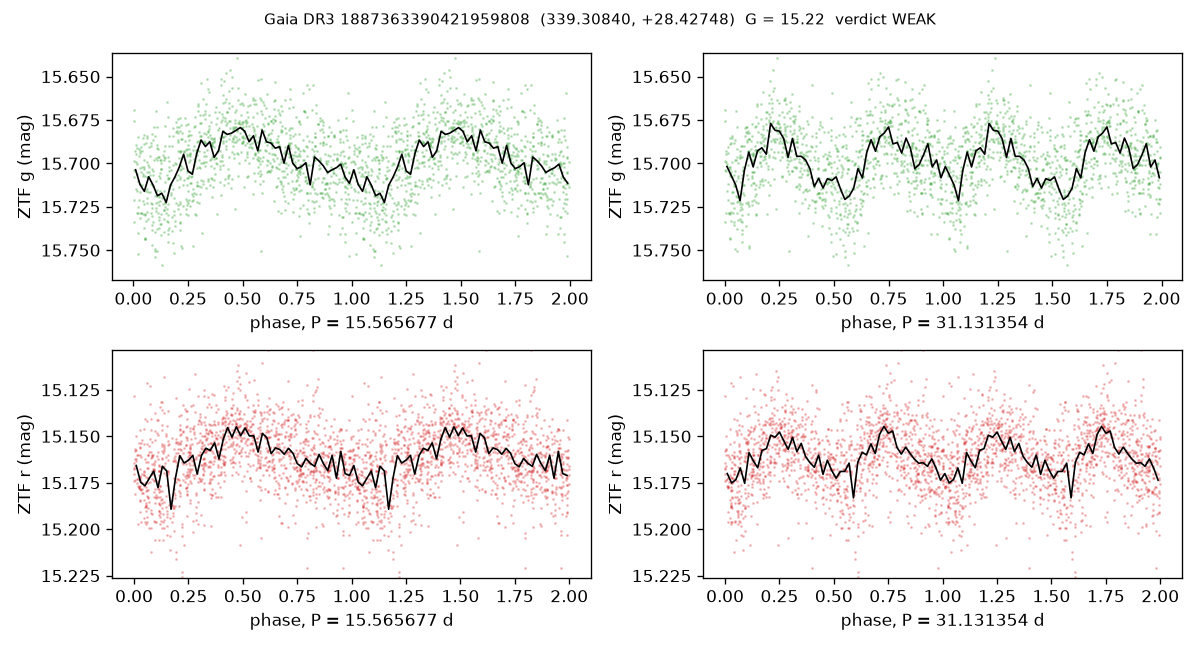 Gaia DR3 1887363390421959808  (339.30840, +28.42748)  G = 15.22  verdict WEAK
ZTF g (mag)
15.650
15.675
15.700
15.725
15.750
0.00 0.25 0.50 0.75 1.00 1.25 1.50 1.75 2.00
phase, P = 15.565677 d
ZTF g (mag)
15.650
15.675
15.700
15.725
15.750
0.00 0.25 0.50 0.75 1.00 1.25 1.50 1.75 2.00
phase, P = 31.131354 d
ZTF r (mag)
15.125
15.150
15.175
15.200
15.225
0.00 0.25 0.50 0.75 1.00 1.25 1.50 1.75 2.00
phase, P = 15.565677 d
ZTF r (mag)
15.125
15.150
15.175
15.200
15.225
0.00 0.25 0.50 0.75 1.00 1.25 1.50 1.75 2.00
phase, P = 31.131354 d